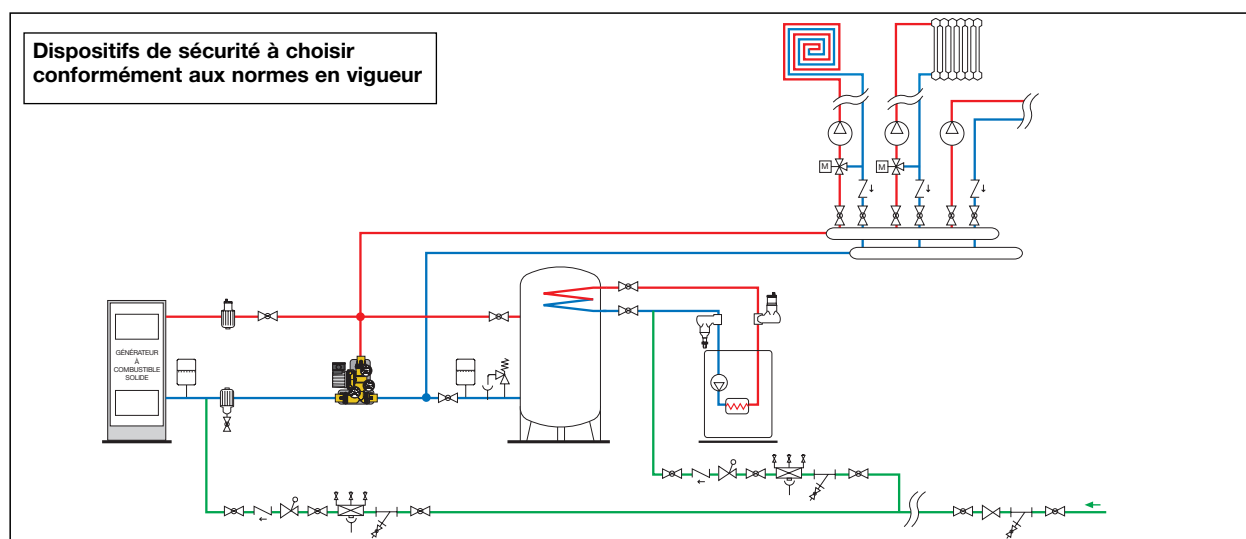 Dispositifs de sécurité à choisir
conformément aux normes en vigueur
M
M
GÉNÉRATEUR
À
COMBUSTIBLE
SOLIDE